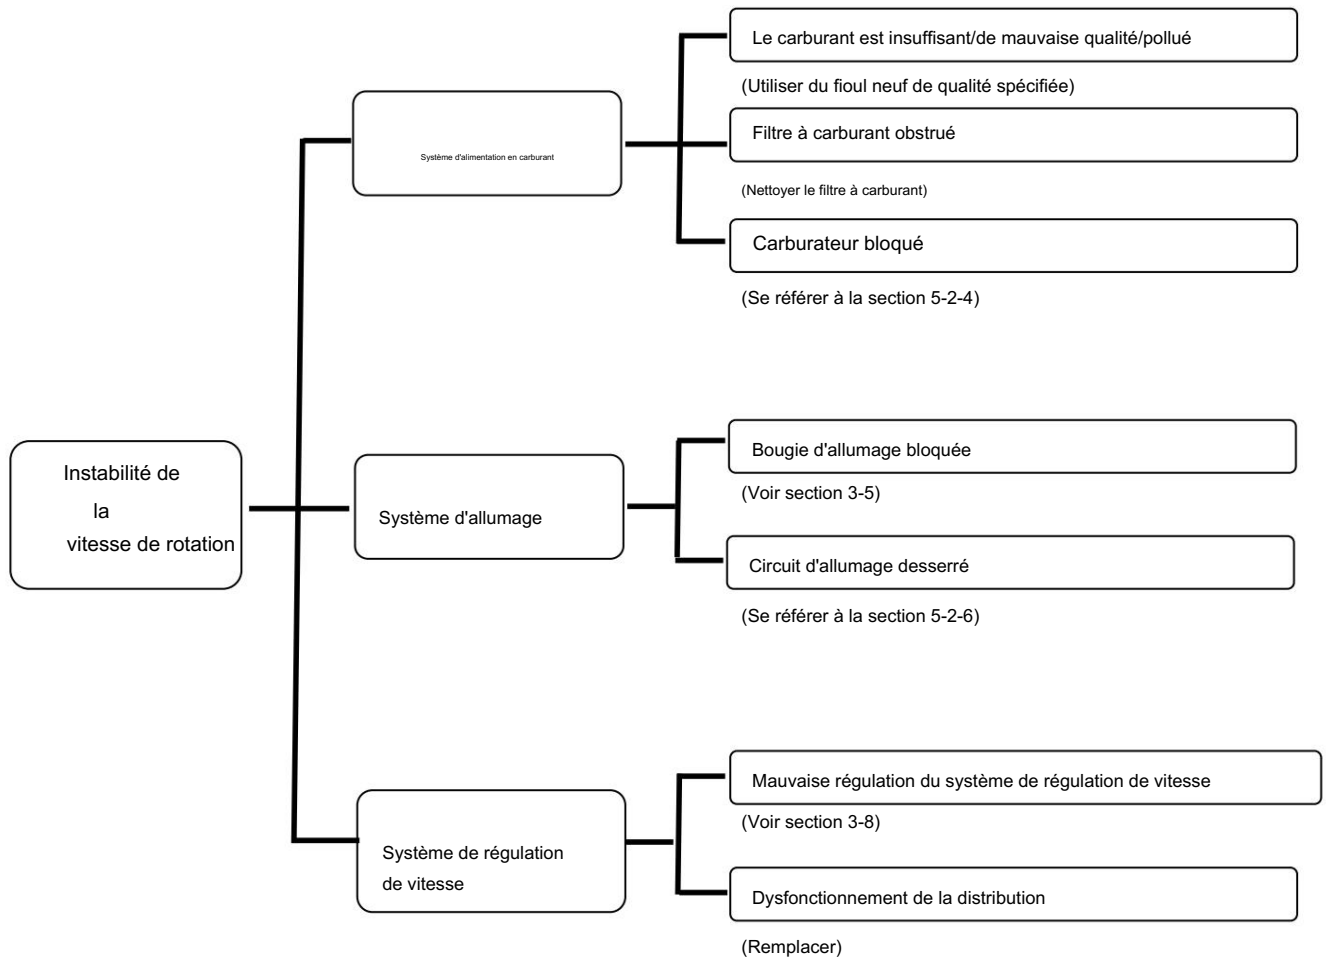 Le carburant est insuffisant/de mauvaise qualité/pollué
(Utiliser du fioul neuf de qualité spécifiée)
Système d'alimentation en carburant
Filtre à carburant obstrué
(Nettoyer le filtre à carburant)
Carburateur bloqué
(Se référer à la section 5-2-4)
Instabilité de
la
vitesse de rotation
Système d'allumage
Bougie d'allumage bloquée
(Voir section 3-5)
Circuit d'allumage desserré
(Se référer à la section 5-2-6)
Système de régulation
de vitesse
Mauvaise régulation du système de régulation de vitesse
(Voir section 3-8)
Dysfonctionnement de la distribution
(Remplacer)